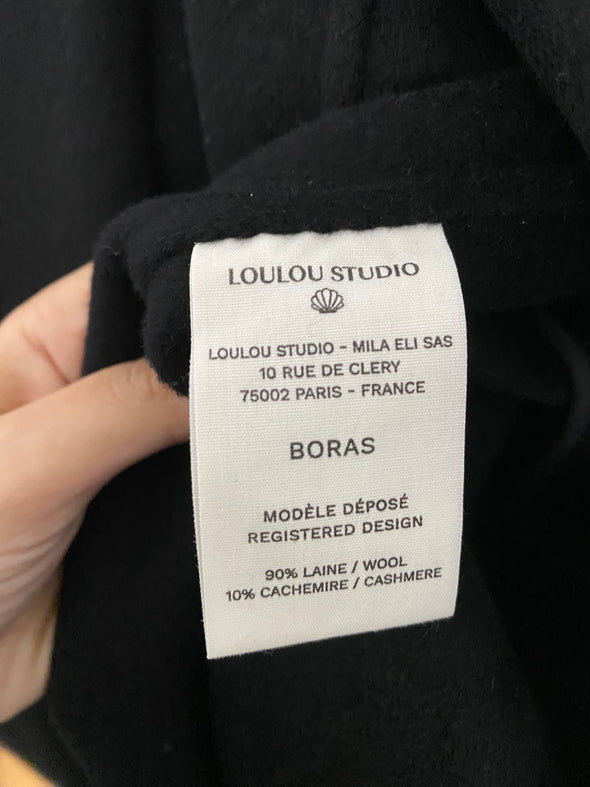 LOULOU STUDIO
LOULOU STUDIO - MILA ELI SAS
10 RUE DE CLERY
75002 PARIS - FRANCE
BORAS
MODÈLE DÉPOSÉ
REGISTERED DESIGN
90% LAINE / WOOL
10% CACHEMIRE / CASHMERE